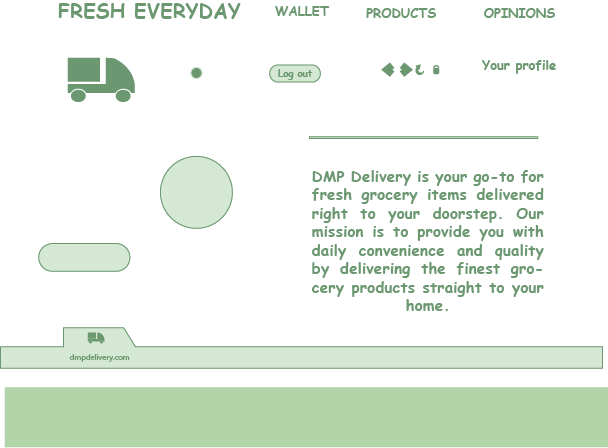 FRESH EVERYDAY
WALLET
PRODUCTS
OPINIONS
Log out
Your profile
DMP Delivery is your go-to for
fresh grocery items delivered
right to your doorstep. Our
mission is to provide you with
daily convenience and quality
by delivering the finest gro-
cery products straight to your
home.
dmpdelivery.com